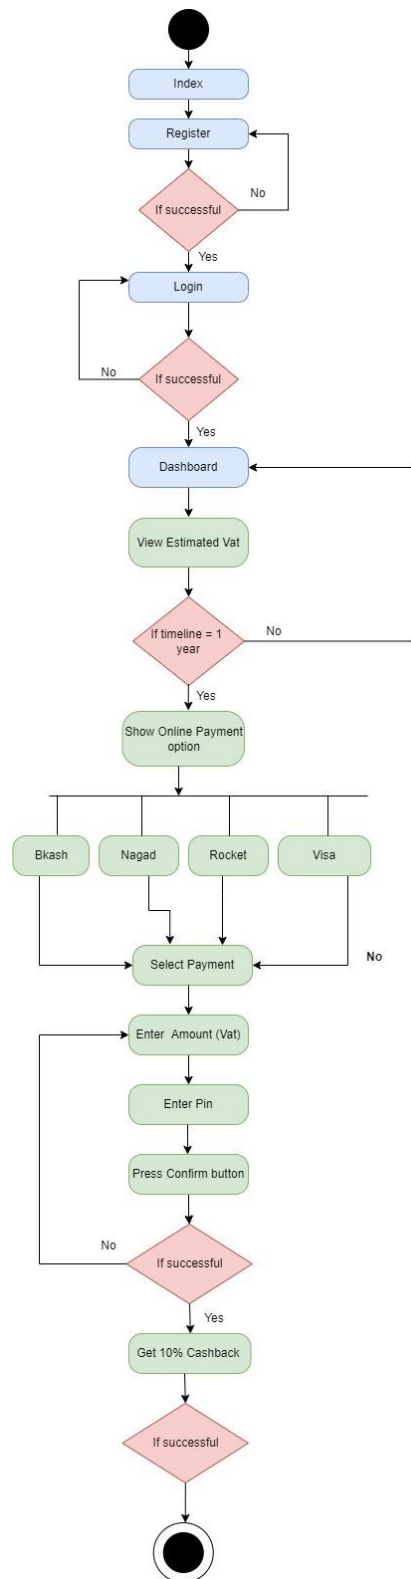 Index
Register
No
If successful
Yes
Login
No
If successful
Yes
Dashboard
View Estimated Vat
If timeline = 1
year
No
Yes
Show Online Payment
option
Bkash
Nagad
Rocket
Visa
No
Select Payment
Enter Amount (Vat)
Enter Pin
Press Confirm button
No
If successful
Yes
Get 10% Cashback
If successful